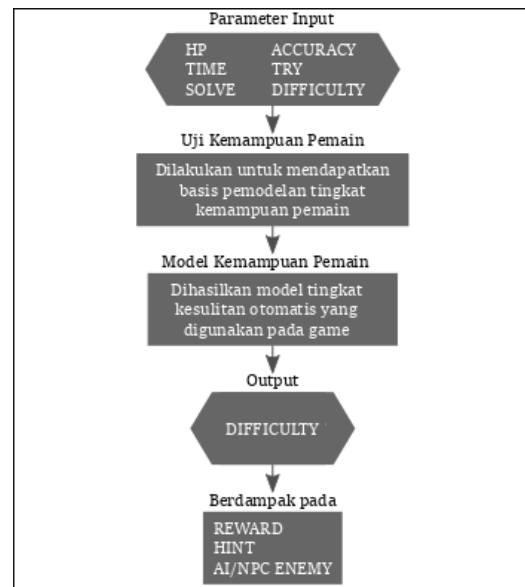 Parameter Input
HP ACCURACY
TIME TRY
SOLVE DIFFICULTY
Uji Kemampuan Pemain
Dilakukan untuk mendapatkan
basis pemodelan tingkat
kemampuan pemain
Model Kemampuan Pemain
Dihasilkan model tingkat
kesulitan otomatis yang
digunakan pada game
Output
DIFFICULTY
Berdampak pada
REWARD
HINT
AI/NPC ENEMY